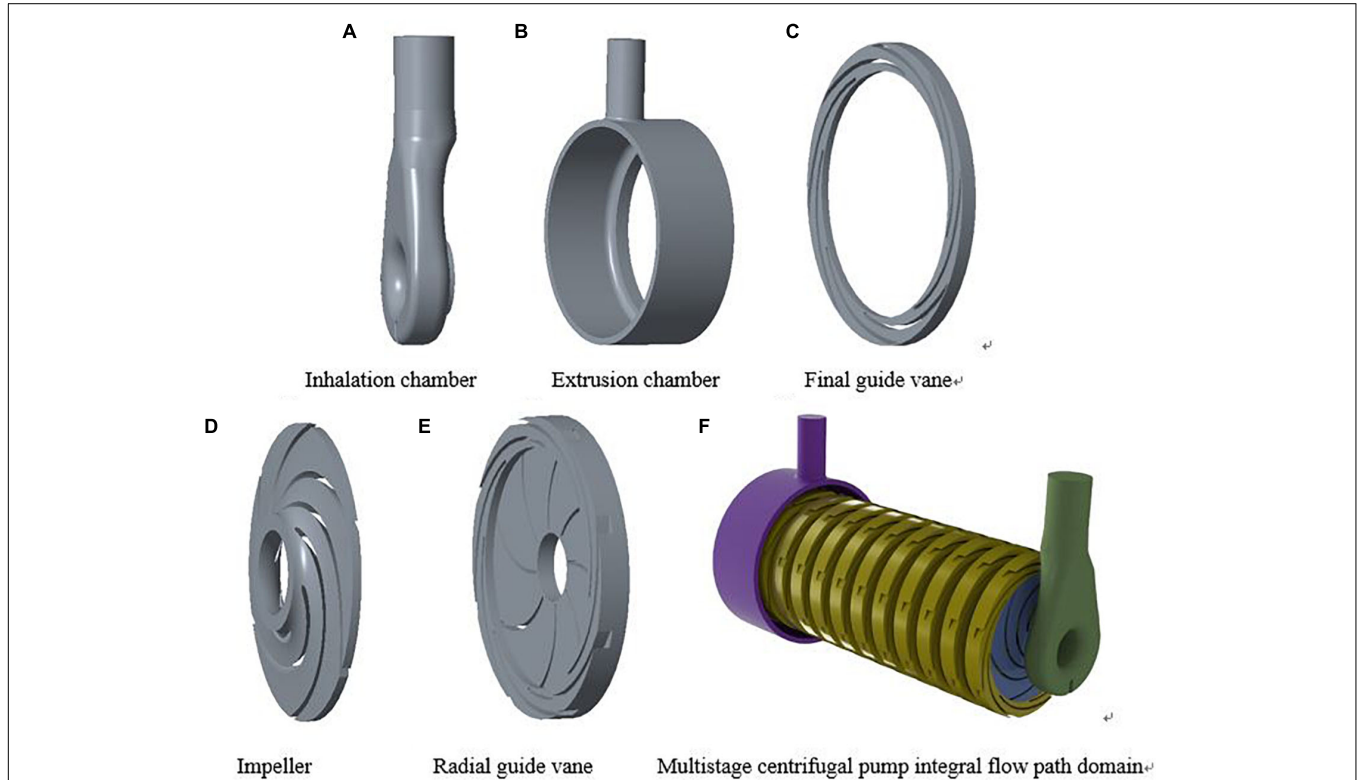 A B C
Inhalation chamber Extrusion chamber Final guide vane↵
D E F
Impeller Radial guide vane Multistage centrifugal pump integral flow path domain↵